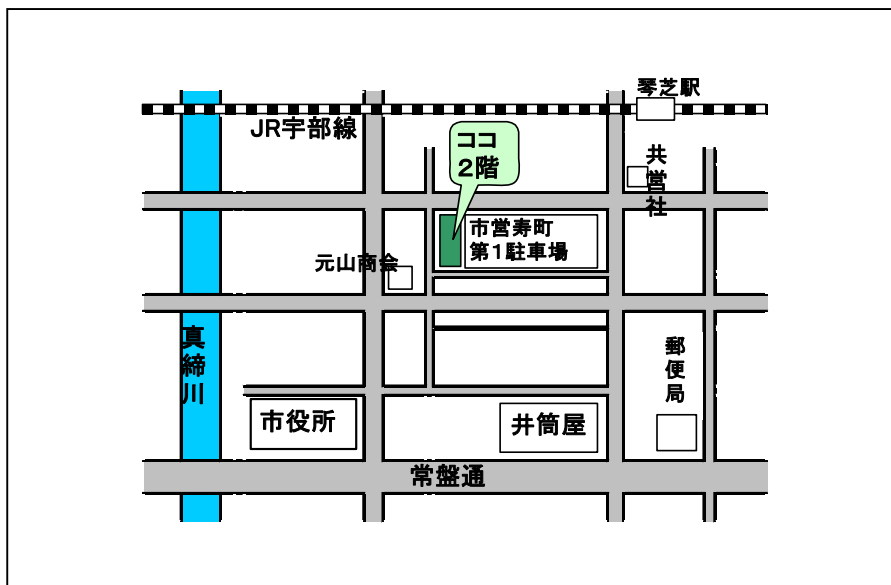 琴芝駅
JR宇部線
ココ
２階
共営社
市営寿町
第１駐車場
元山商会
真締川
郵便局
市役所
井筒屋
常盤通